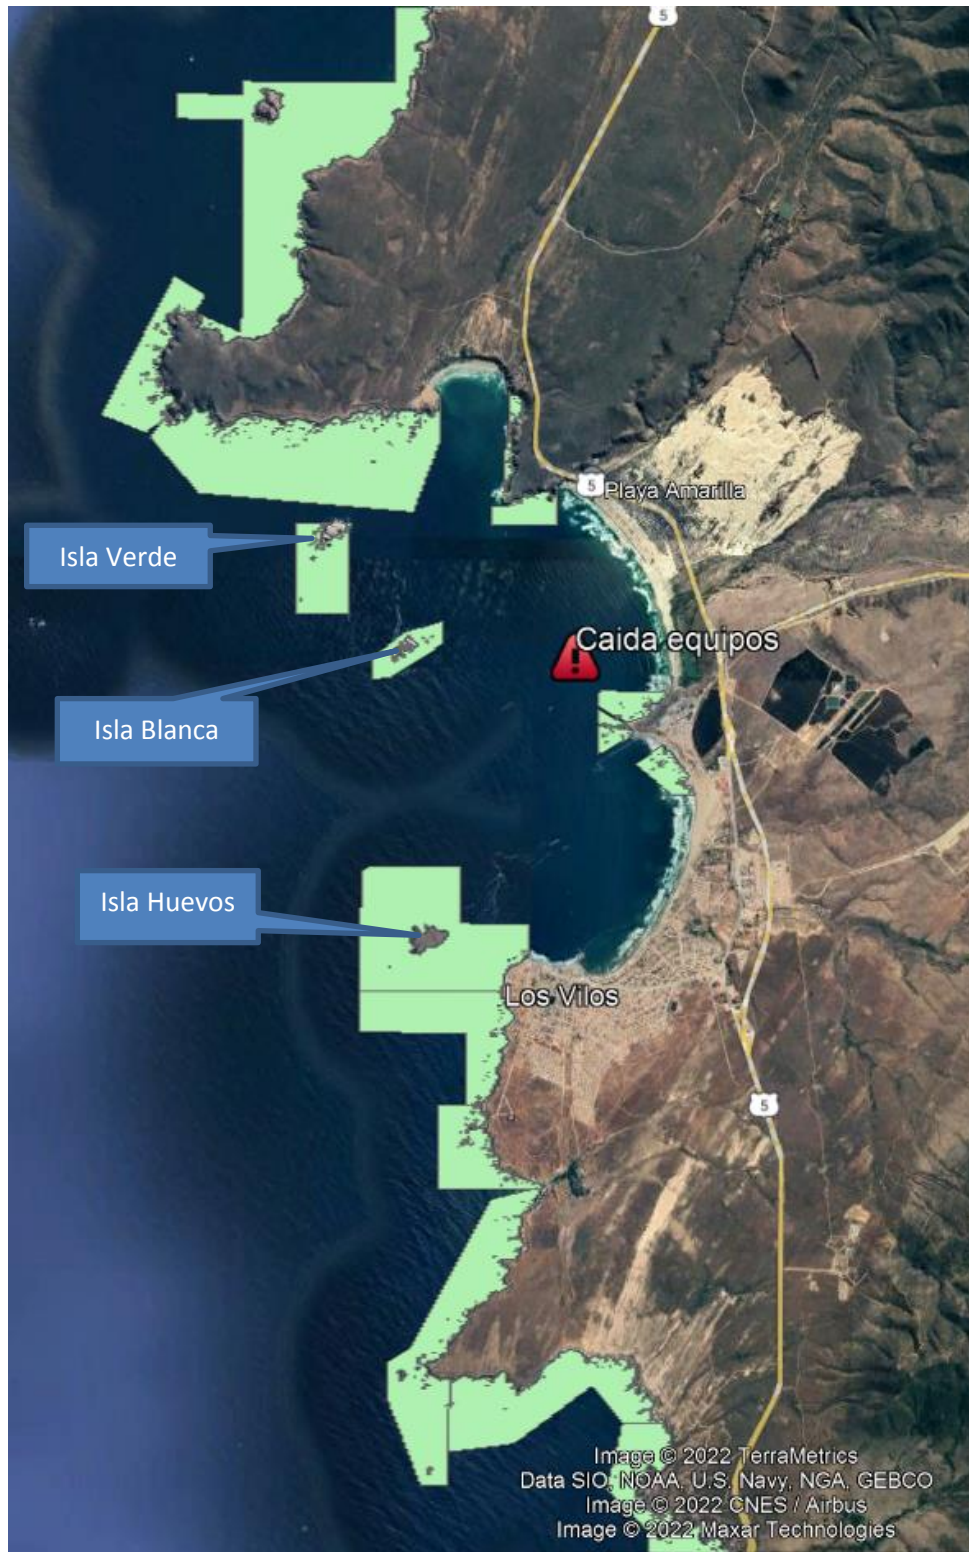 5
5
Playa Amarilla
Isla Verde
Caida equipos
Isla Blanca
Isla Huevos
Los Vilos
5
Image © 2022 TerraMetrics
Data SIO, NOAA, U.S. Navy, NGA, GEBCO
Image © 2022 CNES / Airbus
Image © 2022 Maxar Technologies